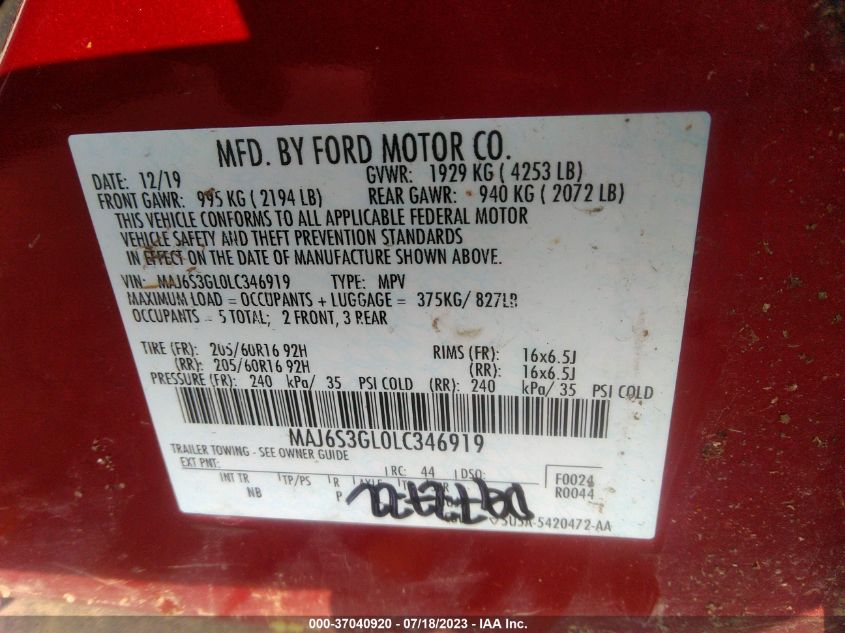 MFD. BY FORD MOTOR CO.
DATE: 12/19 GVWR: 1929 KG ( 4253 LB)
FRONT GAWR: 995 KG ( 2194 LB) REAR GAWR: 940 KG ( 2072 LB)
THIS VEHICLE CONFORMS TO ALL APPLICABLE FEDERAL MOTOR
VEHICLE SAFETY AND THEFT PREVENTION STANDARDS
IN EFFECT ON THE DATE OF MANUFACTURE SHOWN ABOVE.
VIN: MAJ6S3GL0LC346919 TYPE: MPV
MAXIMUM LOAD = OCCUPANTS + LUGGAGE = 375KG/ 827LB
OCCUPANTS = 5 TOTAL; 2 FRONT, 3 REAR
TIRE (FR): 205/60R16 92H RIMS (FR): 16x6.5J
(RR): 205/60R16 92H (RR): 16x6.5J
PRESSURE (FR): 240 kPa/ 35 PSI COLD (RR): 240 kPa/ 35 PSI COLD
MAJ6S3GL0LC346919
TRAILER TOWING - SEE OWNER GUIDE
EXT PNT: RC: 44 DSO: F0024
INT TR TP/PS R AXLE R0044
NB P
5420472-AA
000-37040920 - 07/18/2023 - IAA Inc.